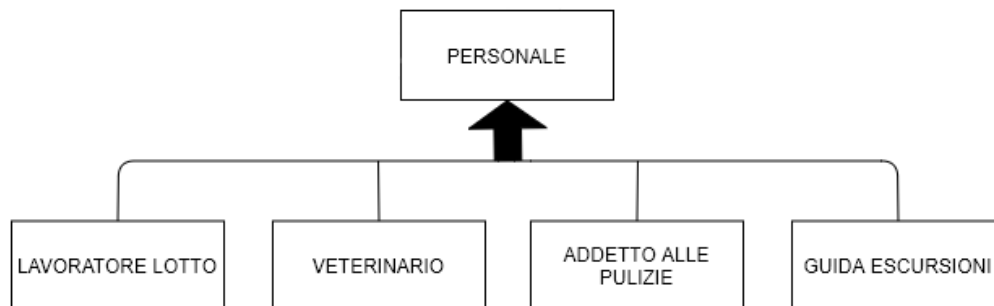 PERSONALE
LAVORATORE LOTTO
VETERINARIO
ADDETTO ALLE
PULIZIE
GUIDA ESCURSIONI